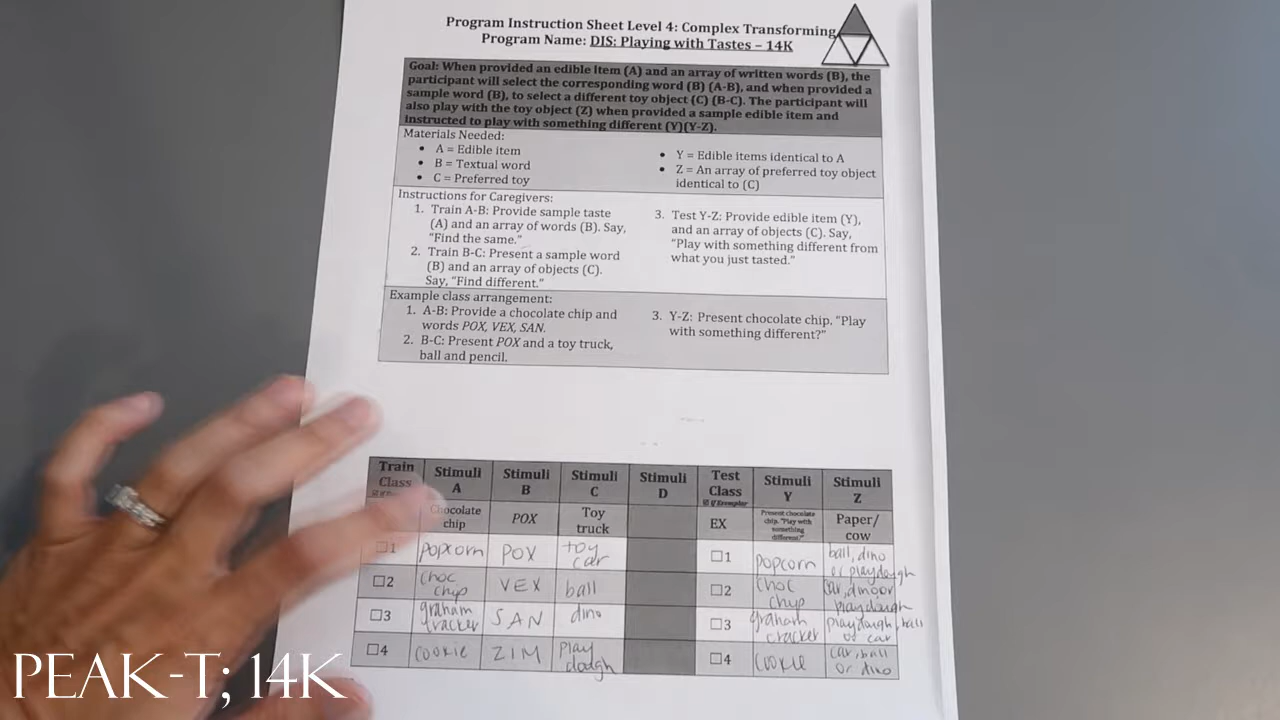 Program Instruction Sheet Level 4: Complex Transforming
Program Name: DIS: Playing with Tastes – 14K
Goal: When provided an edible item (A) and an array of written words (B), the
participant will select the corresponding word (B) (A-B), and when provided a
sample word (B), to select a different toy object (C) (B-C). The participant will
also play with the toy object (Z) when provided a sample edible item and
instructed to play with something different (Y)(Y-Z).
Materials Needed:
• A = Edible item
• B = Textual word
• C = Preferred toy
• Y = Edible items identical to A
• Z = An array of preferred toy object
identical to (C)
Instructions for Caregivers:
1. Train A-B: Provide sample taste
(A) and an array of words (B). Say,
"Find the same."
2. Train B-C: Present a sample word
(B) and an array of objects (C).
Say, "Find different."
3. Test Y-Z: Provide edible item (Y),
and an array of objects (C). Say,
"Play with something different from
what you just tasted."
Example class arrangement:
1. A-B: Provide a chocolate chip and
words POX, VEX, SAN.
2. B-C: Present POX and a toy truck,
ball and pencil.
3. Y-Z: Present chocolate chip. "Play
with something different?"
Train Class Stimuli A Stimuli B Stimuli C Stimuli D Test Class Stimuli Y Stimuli Z
Chocolate chip POX Toy truck EX Present chocolate chip. "Play with something different?" Paper/ cow
1 popcorn POX toy car 1 popcorn ball, dino or playdough
2 choc chip VEX ball 2 choc chip car, dino or playdough
3 graham cracker SAN dino 3 graham cracker playdough, ball or car
4 cookie ZIM play dough 4 cookie car, ball or dino
PEAK-T; 14K